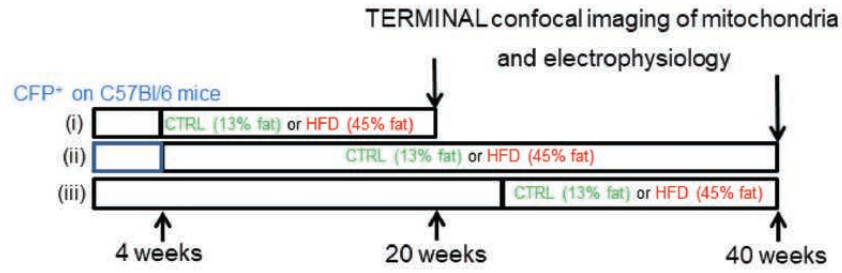 TERMINAL confocal imaging of mitochondria
and electrophysiology
CFP⁺ on C57Bl/6 mice
(i) CTRL (13% fat) or HFD (45% fat)
(ii) CTRL (13% fat) or HFD (45% fat)
(iii) CTRL (13% fat) or HFD (45% fat)
4 weeks 20 weeks 40 weeks